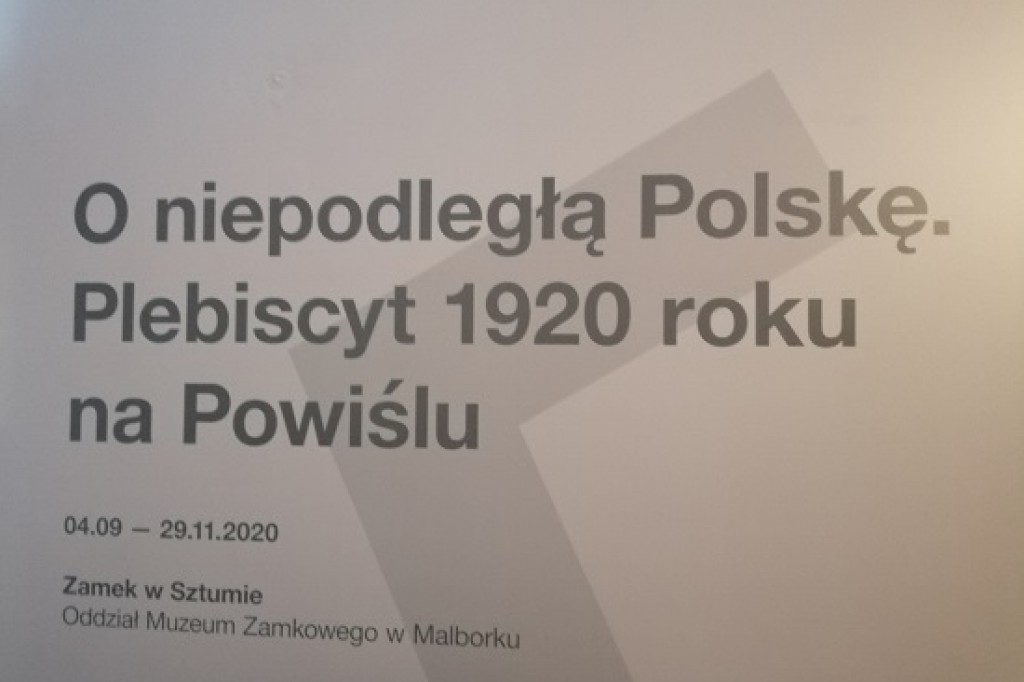 O niepodległą Polskę.
Plebiscyt 1920 roku
na Powiślu
04.09 — 29.11.2020
Zamek w Sztumie
Oddział Muzeum Zamkowego w Malborku